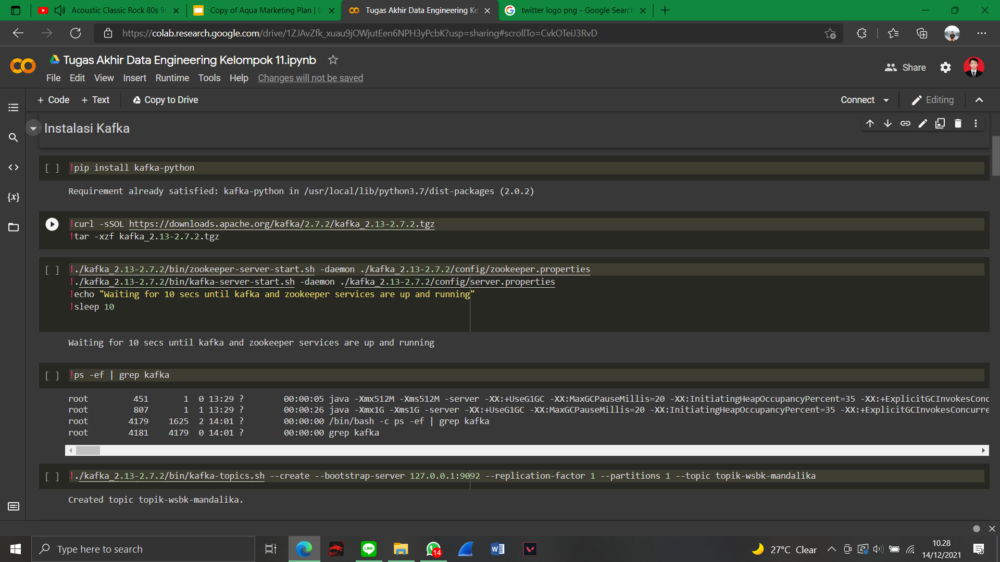 Acoustic Classic Rock 80s 9
Copy of Aqua Marketing Plan | b
Tugas Akhir Data Engineering Ke
twitter logo png - Google Search
https://colab.research.google.com/drive/1ZJAvZfk_xuau9jOWjutEen6NPH3yPcbK?usp=sharing#scrollTo=CvkOTeiJ3RvD
Tugas Akhir Data Engineering Kelompok 11.ipynb
Share
File Edit View Insert Runtime Tools Help Changes will not be saved
+ Code + Text Copy to Drive
Connect Editing
Instalasi Kafka
[ ] !pip install kafka-python
Requirement already satisfied: kafka-python in /usr/local/lib/python3.7/dist-packages (2.0.2)
!curl -sSOL https://downloads.apache.org/kafka/2.7.2/kafka_2.13-2.7.2.tgz
!tar -xzf kafka_2.13-2.7.2.tgz
[ ] !./kafka_2.13-2.7.2/bin/zookeeper-server-start.sh -daemon ./kafka_2.13-2.7.2/config/zookeeper.properties
!./kafka_2.13-2.7.2/bin/kafka-server-start.sh -daemon ./kafka_2.13-2.7.2/config/server.properties
!echo "Waiting for 10 secs until kafka and zookeeper services are up and running"
!sleep 10
Waiting for 10 secs until kafka and zookeeper services are up and running
[ ] !ps -ef | grep kafka
root 451 1 0 13:29 ? 00:00:05 java -Xmx512M -Xms512M -server -XX:+UseG1GC -XX:MaxGCPauseMillis=20 -XX:InitiatingHeapOccupancyPercent=35 -XX:+ExplicitGCInvokesConc
root 807 1 1 13:29 ? 00:00:26 java -Xmx1G -Xms1G -server -XX:+UseG1GC -XX:MaxGCPauseMillis=20 -XX:InitiatingHeapOccupancyPercent=35 -XX:+ExplicitGCInvokesConcurre
root 4179 1625 2 14:01 ? 00:00:00 /bin/bash -c ps -ef | grep kafka
root 4181 4179 0 14:01 ? 00:00:00 grep kafka
[ ] !./kafka_2.13-2.7.2/bin/kafka-topics.sh --create --bootstrap-server 127.0.0.1:9092 --replication-factor 1 --partitions 1 --topic topik-wsbk-mandalika
Created topic topik-wsbk-mandalika.
Type here to search
LINE
14
27°C Clear
10.28
14/12/2021